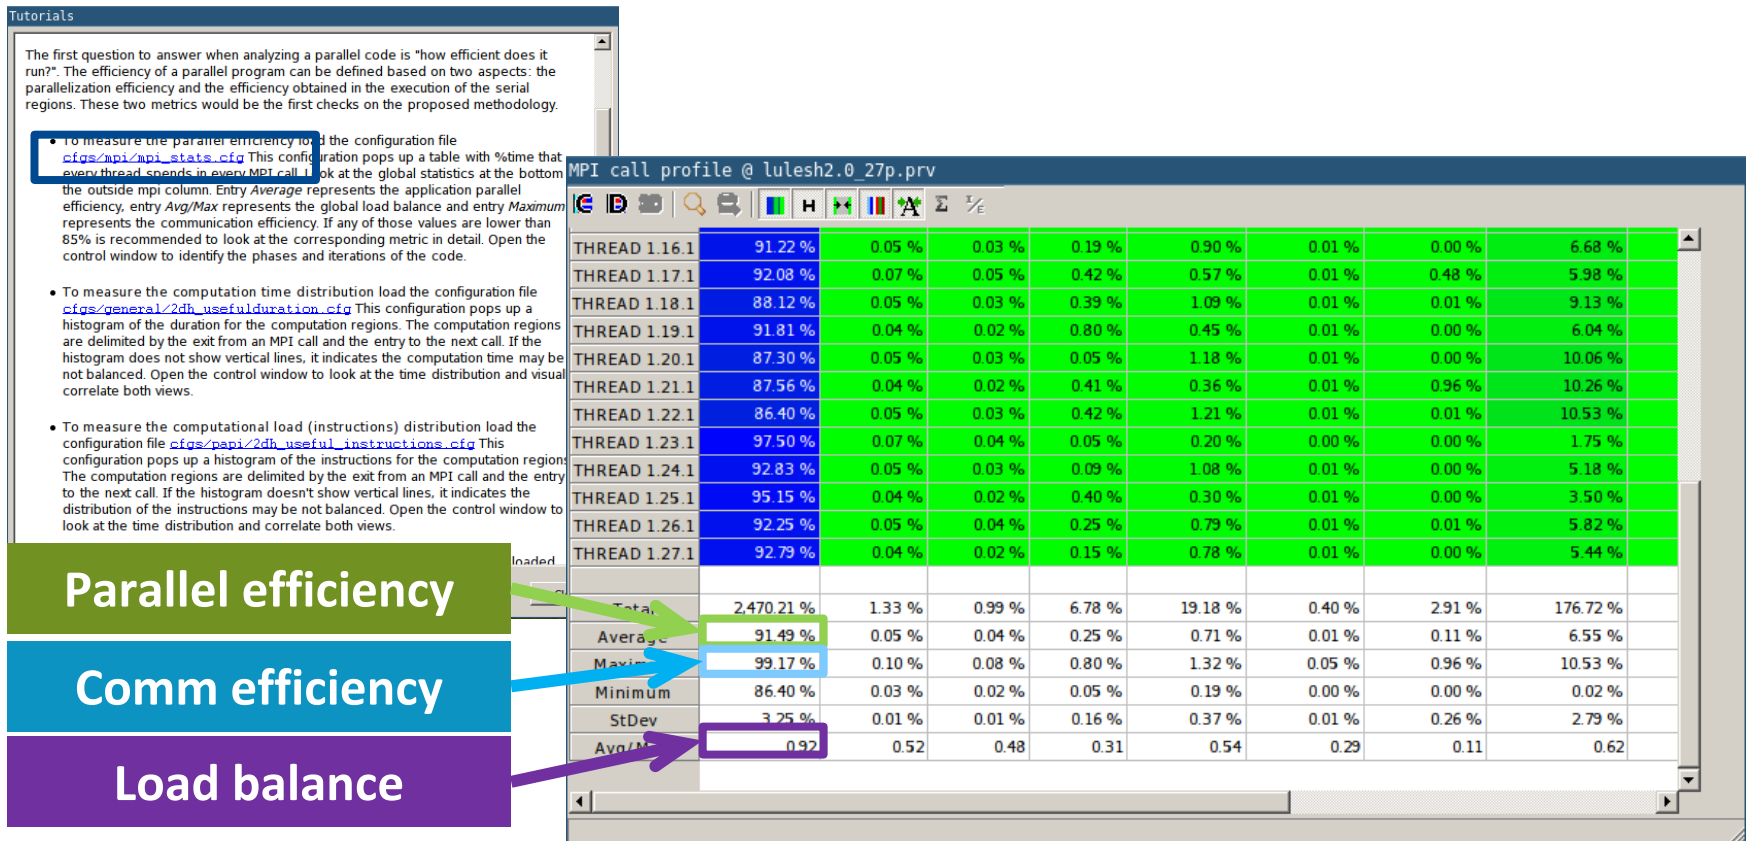 Tutorials
The first question to answer when analyzing a parallel code is "how efficient does it
run?". The efficiency of a parallel program can be defined based on two aspects: the
parallelization efficiency and the efficiency obtained in the execution of the serial
regions. These two metrics would be the first checks on the proposed methodology.
• To measure the parallel efficiency load the configuration file
cfgs/mpi/mpi_stats.cfg This configuration pops up a table with %time that
every thread spends in every MPI call. Look at the global statistics at the bottom
the outside mpi column. Entry Average represents the application parallel
efficiency, entry Avg/Max represents the global load balance and entry Maximum
represents the communication efficiency. If any of those values are lower than
85% is recommended to look at the corresponding metric in detail. Open the
control window to identify the phases and iterations of the code.
• To measure the computation time distribution load the configuration file
cfgs/general/2dh_usefulduration.cfg This configuration pops up a
histogram of the duration for the computation regions. The computation regions
are delimited by the exit from an MPI call and the entry to the next call. If the
histogram does not show vertical lines, it indicates the computation time may be
not balanced. Open the control window to look at the time distribution and visual
correlate both views.
• To measure the computational load (instructions) distribution load the
configuration file cfgs/papi/2dh_useful_instructions.cfg This
configuration pops up a histogram of the instructions for the computation regions
The computation regions are delimited by the exit from an MPI call and the entry
to the next call. If the histogram doesn't show vertical lines, it indicates the
distribution of the instructions may be not balanced. Open the control window to
look at the time distribution and correlate both views.
loaded
Parallel efficiency
Comm efficiency
Load balance
MPI call profile @ lulesh2.0_27p.prv
THREAD 1.16.1 91.22 % 0.05 % 0.03 % 0.19 % 0.90 % 0.01 % 0.00 % 6.68 %
THREAD 1.17.1 92.08 % 0.07 % 0.05 % 0.42 % 0.57 % 0.01 % 0.48 % 5.98 %
THREAD 1.18.1 88.12 % 0.05 % 0.03 % 0.39 % 1.09 % 0.01 % 0.01 % 9.13 %
THREAD 1.19.1 91.81 % 0.04 % 0.02 % 0.80 % 0.45 % 0.01 % 0.00 % 6.04 %
THREAD 1.20.1 87.30 % 0.05 % 0.03 % 0.05 % 1.18 % 0.01 % 0.00 % 10.06 %
THREAD 1.21.1 87.56 % 0.04 % 0.02 % 0.41 % 0.36 % 0.01 % 0.96 % 10.26 %
THREAD 1.22.1 86.40 % 0.05 % 0.03 % 0.42 % 1.21 % 0.01 % 0.01 % 10.53 %
THREAD 1.23.1 97.50 % 0.07 % 0.04 % 0.05 % 0.20 % 0.00 % 0.00 % 1.75 %
THREAD 1.24.1 92.83 % 0.05 % 0.03 % 0.09 % 1.08 % 0.01 % 0.00 % 5.18 %
THREAD 1.25.1 95.15 % 0.04 % 0.02 % 0.40 % 0.30 % 0.01 % 0.00 % 3.50 %
THREAD 1.26.1 92.25 % 0.05 % 0.04 % 0.25 % 0.79 % 0.01 % 0.01 % 5.82 %
THREAD 1.27.1 92.79 % 0.04 % 0.02 % 0.15 % 0.78 % 0.01 % 0.00 % 5.44 %
Total 2,470.21 % 1.33 % 0.99 % 6.78 % 19.18 % 0.40 % 2.91 % 176.72 %
Average 91.49 % 0.05 % 0.04 % 0.25 % 0.71 % 0.01 % 0.11 % 6.55 %
Maximum 99.17 % 0.10 % 0.08 % 0.80 % 1.32 % 0.05 % 0.96 % 10.53 %
Minimum 86.40 % 0.03 % 0.02 % 0.05 % 0.19 % 0.00 % 0.00 % 0.02 %
StDev 3.25 % 0.01 % 0.01 % 0.16 % 0.37 % 0.01 % 0.26 % 2.79 %
Avg/Max 0.92 0.52 0.48 0.31 0.54 0.29 0.11 0.62